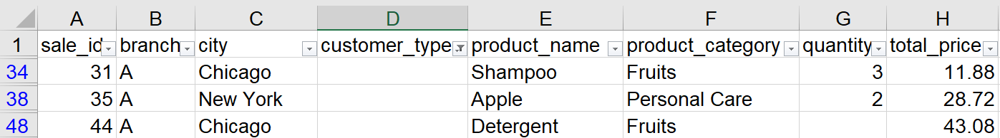 A B C D E F G H
1 sale_id branch city customer_type product_name product_category quantity total_price
34 31 A Chicago Shampoo Fruits 3 11.88
38 35 A New York Apple Personal Care 2 28.72
48 44 A Chicago Detergent Fruits 43.08